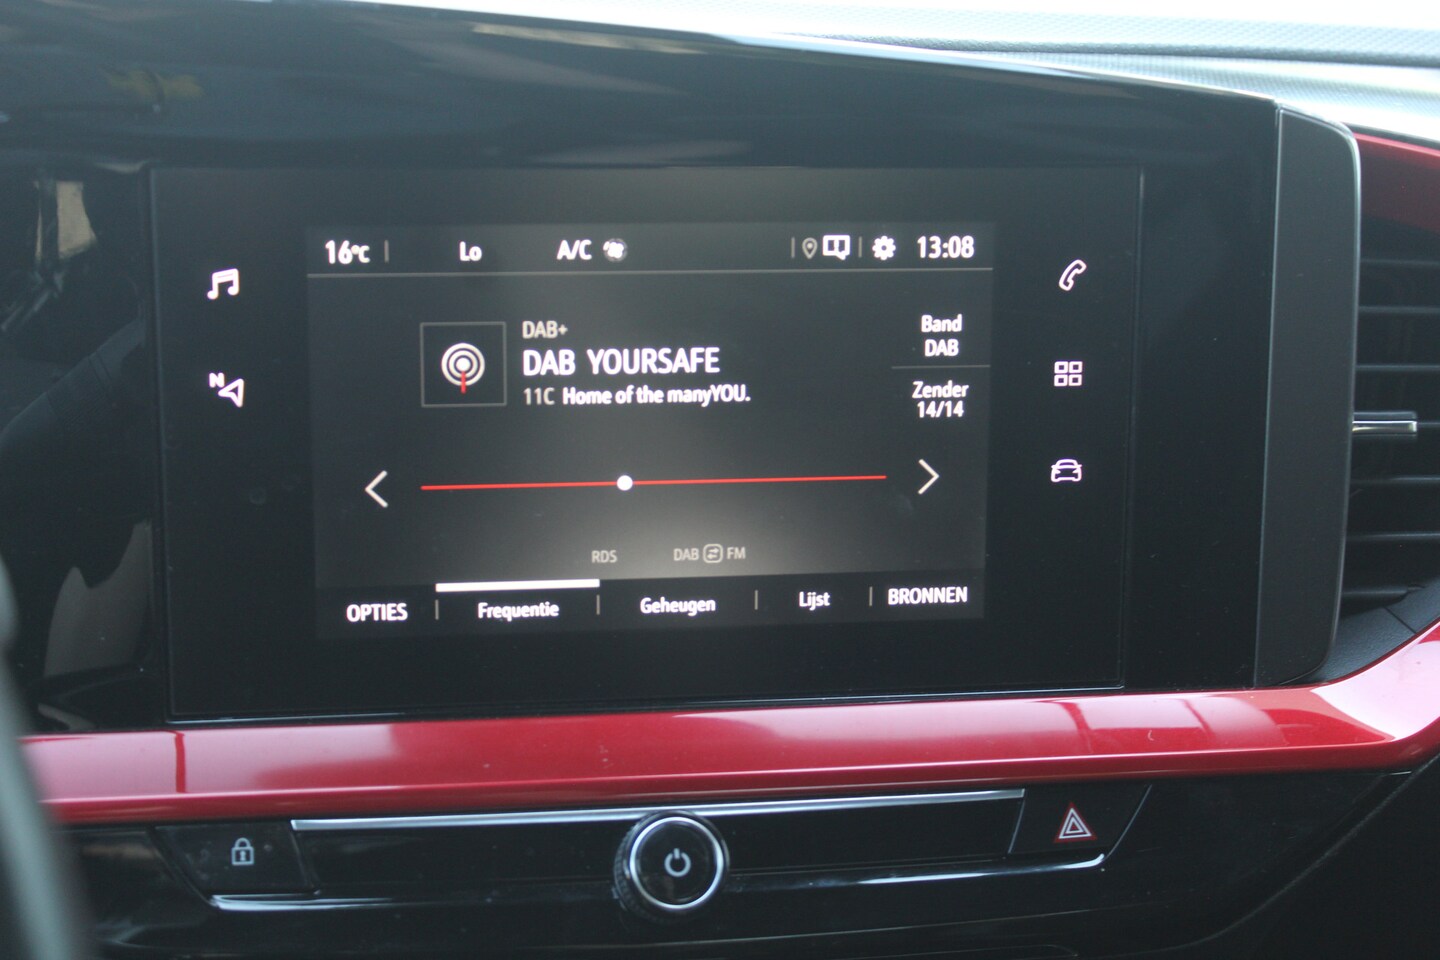 16°C Lo A/C 13:08
DAB+
DAB YOURSAFE
11C Home of the manyYOU.
Band
DAB
Zender
14/14
N
RDS DAB FM
OPTIES Frequentie Geheugen Lijst BRONNEN